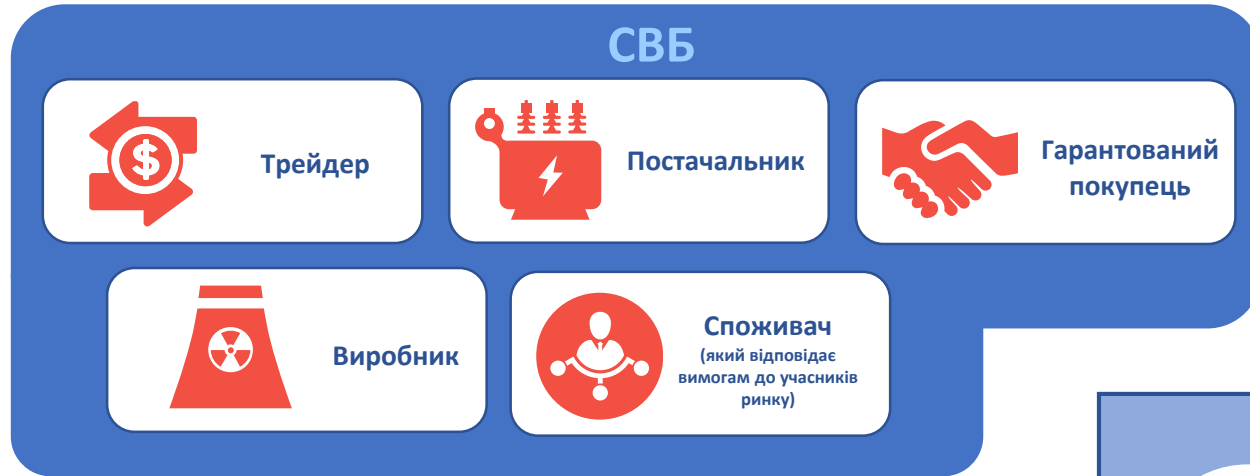 СВБ
Трейдер
Постачальник
Гарантований
покупець
Виробник
Споживач
(який відповідає
вимогам до учасників
ринку)